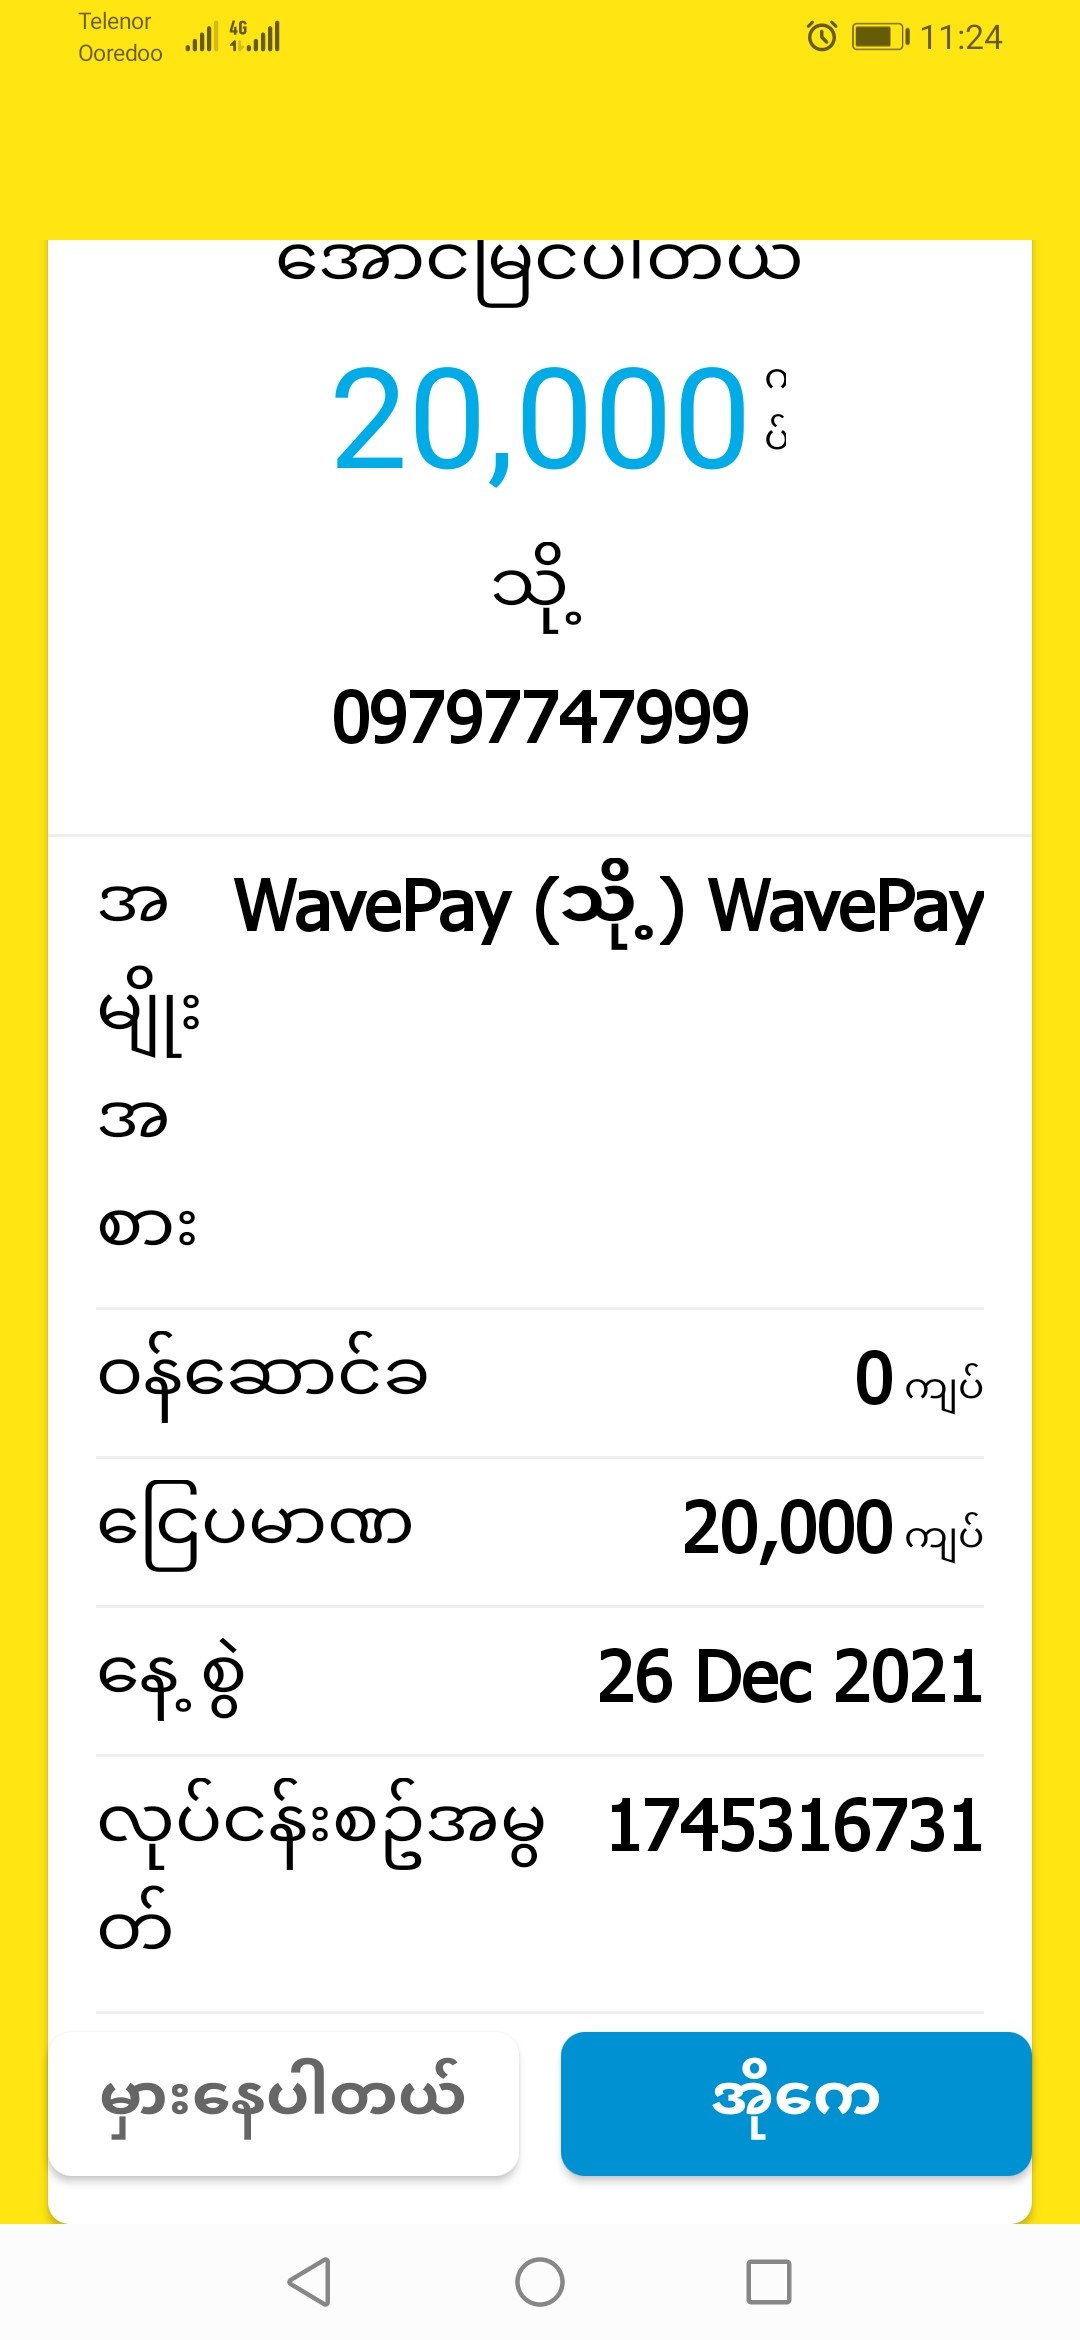 Telenor
Ooredoo
4G
11:24
အောင်မြင်ပါတယ်
20,000
ပ်
သို့
09797747999
အ WavePay (သို့) WavePay
မျိုး
အ
စား
ဝန်ဆောင်ခ 0 ကျပ်
ငွေပမာဏ 20,000 ကျပ်
နေ့စွဲ 26 Dec 2021
လုပ်ငန်းစဥ်အမှ 1745316731
တ်
မှားနေပါတယ် အိုကေ